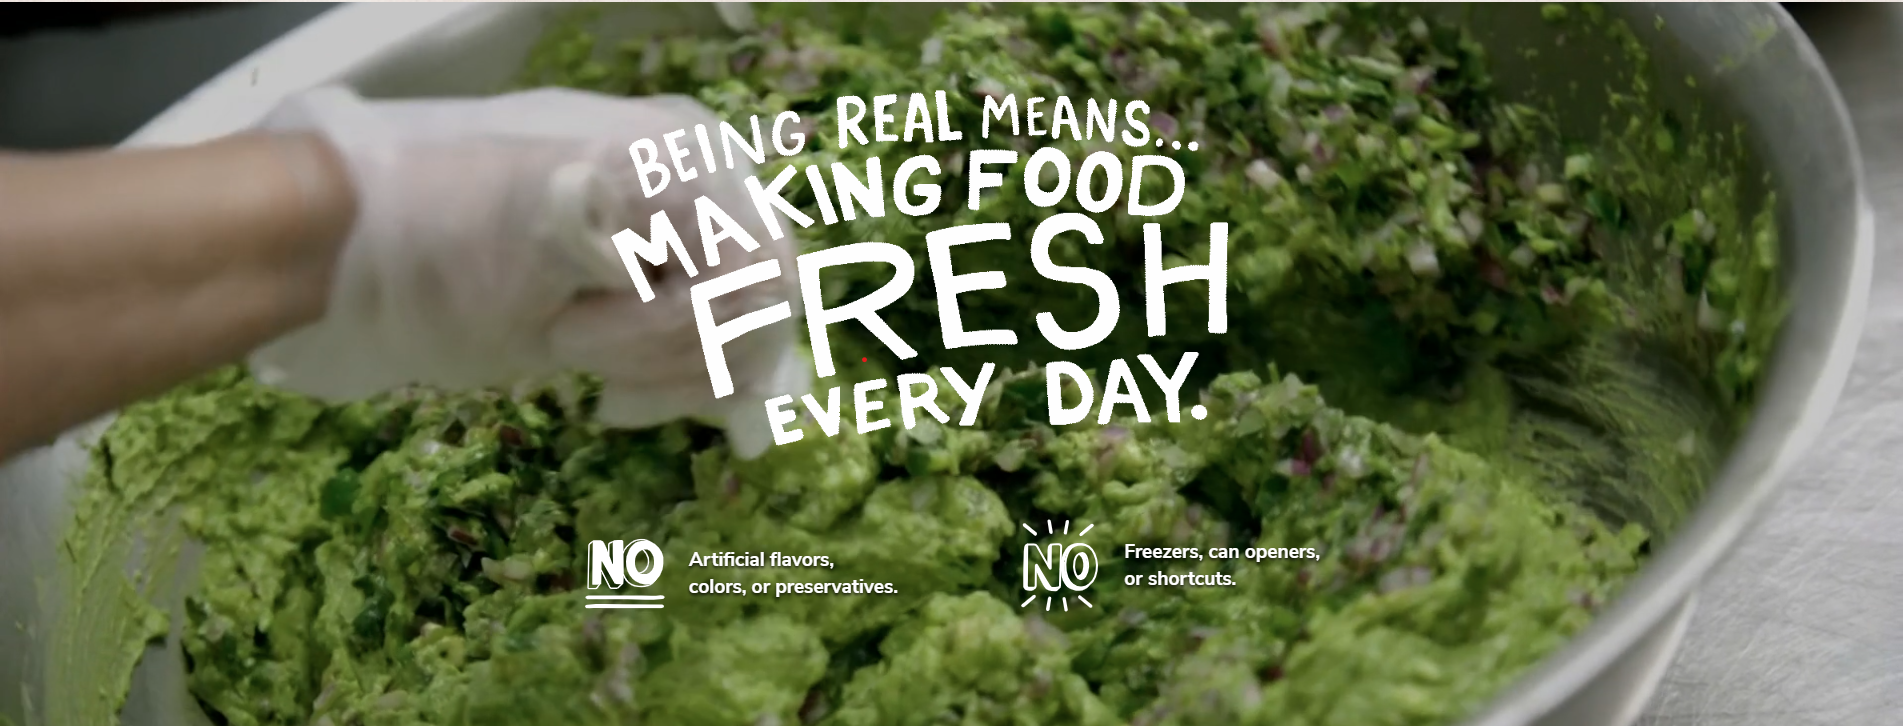 BEING REAL MEANS...
MAKING FOOD
FRESH
EVERY DAY.
NO
Artificial flavors,
colors, or preservatives.
NO
Freezers, can openers,
or shortcuts.